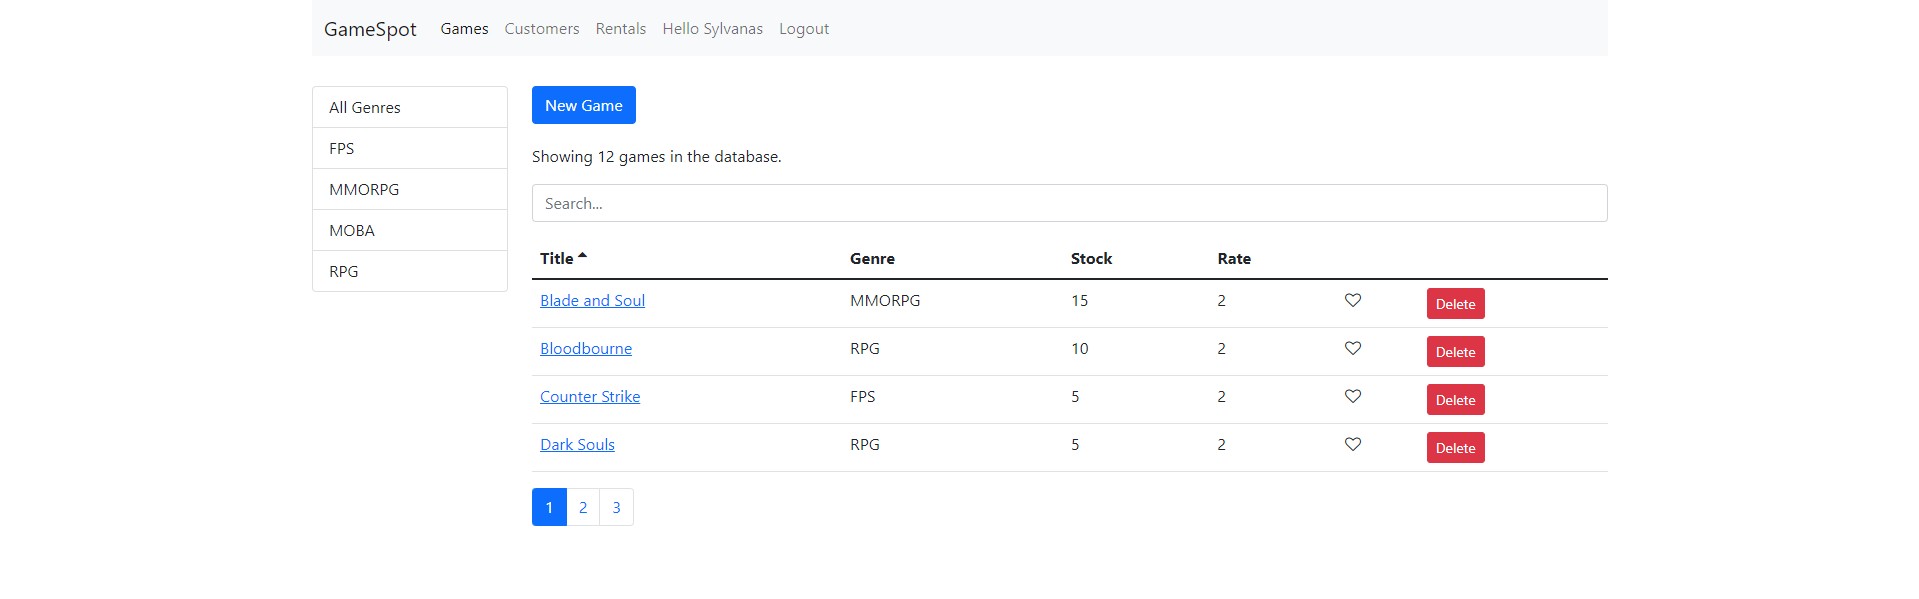 GameSpot Games Customers Rentals Hello Sylvanas Logout
All Genres
FPS
MMORPG
MOBA
RPG
New Game
Showing 12 games in the database.
Search...
Title Genre Stock Rate
Blade and Soul MMORPG 15 2 Delete
Bloodbourne RPG 10 2 Delete
Counter Strike FPS 5 2 Delete
Dark Souls RPG 5 2 Delete
1 2 3